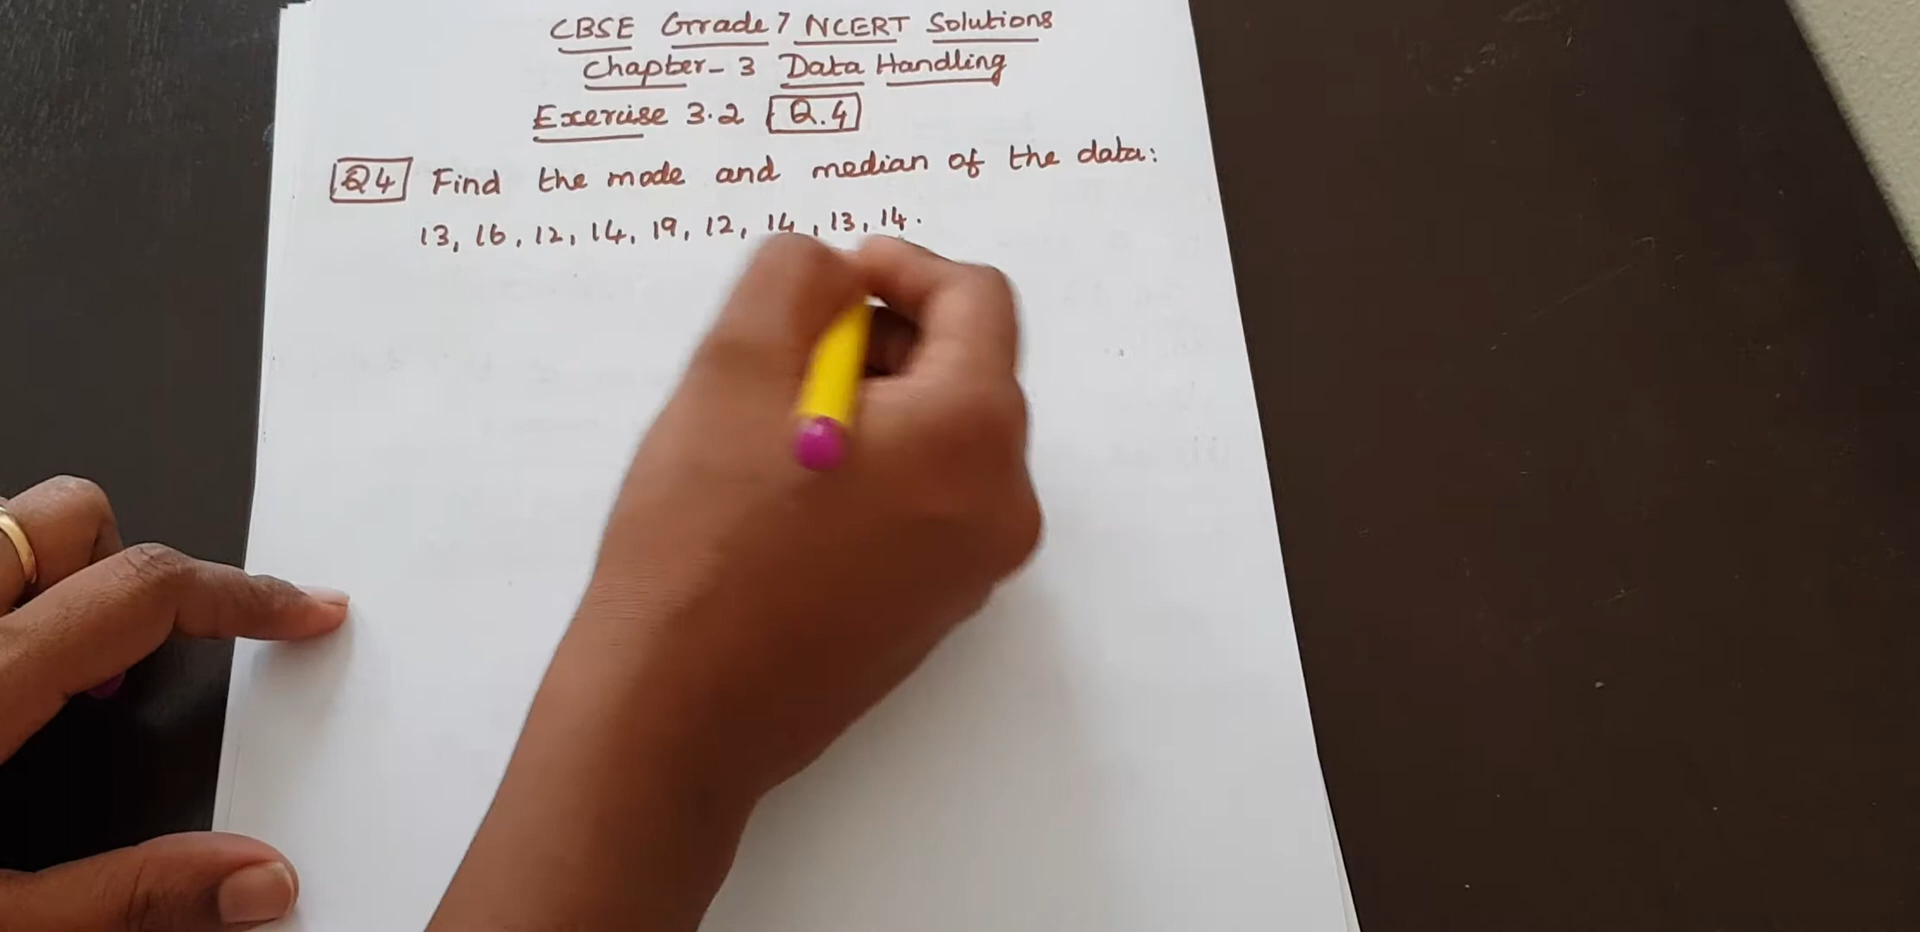 CBSE Grade 7 NCERT Solutions
Chapter - 3 Data Handling
Exercise 3.2 Q.4
Q4 Find the mode and median of the data:
13, 16, 12, 14, 19, 12, 14, 13, 14.